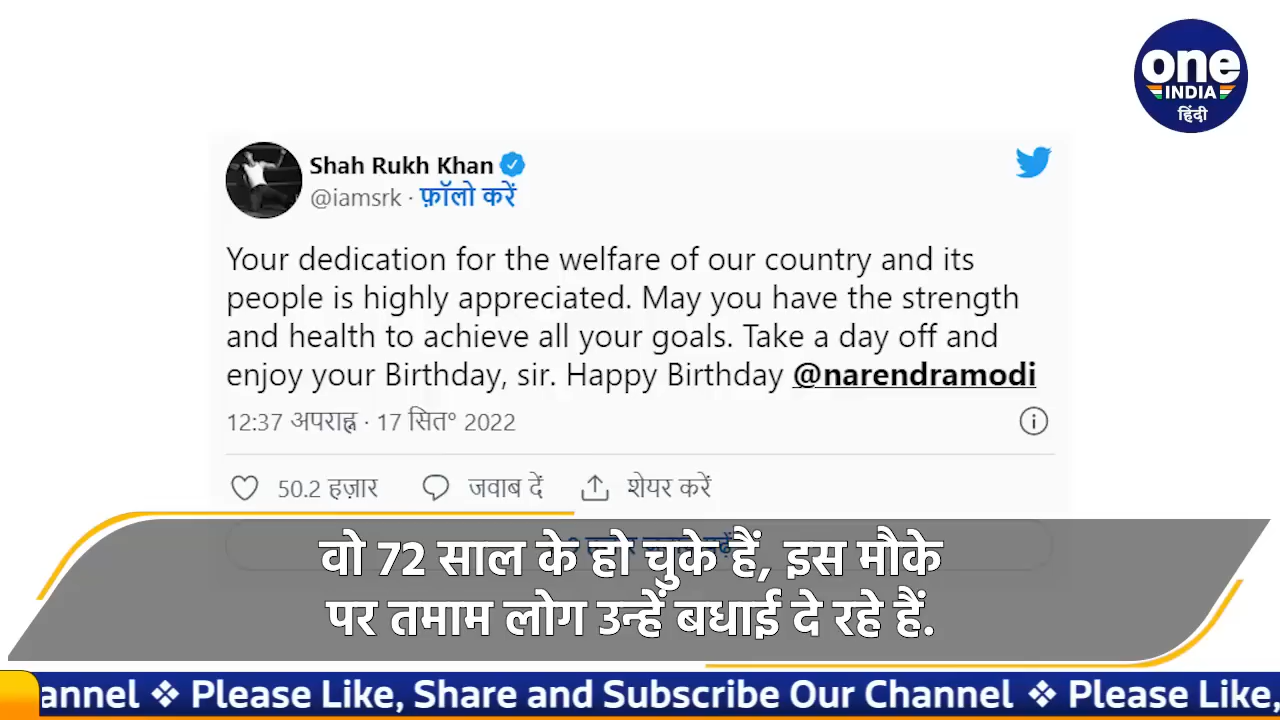 one
INDIA
हिंदी
Shah Rukh Khan
@iamsrk · फ़ॉलो करें
Your dedication for the welfare of our country and its
people is highly appreciated. May you have the strength
and health to achieve all your goals. Take a day off and
enjoy your Birthday, sir. Happy Birthday @narendramodi
12:37 अपराह्न · 17 सित॰ 2022
50.2 हज़ार जवाब दें शेयर करें
वो 72 साल के हो चुके हैं, इस मौके
पर तमाम लोग उन्हें बधाई दे रहे हैं.
annel ❖ Please Like, Share and Subscribe Our Channel ❖ Please Like,